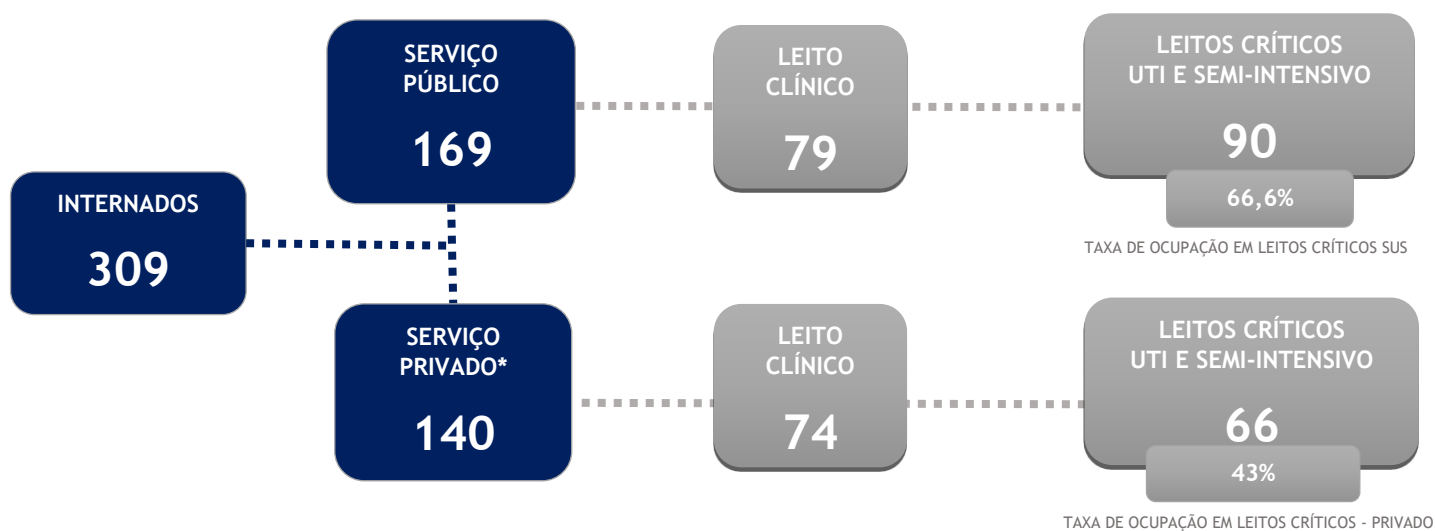 INTERNADOS
309
SERVIÇO
PÚBLICO
169
LEITO
CLÍNICO
79
LEITOS CRÍTICOS
UTI E SEMI-INTENSIVO
90
66,6%
TAXA DE OCUPAÇÃO EM LEITOS CRÍTICOS SUS
SERVIÇO
PRIVADO*
140
LEITO
CLÍNICO
74
LEITOS CRÍTICOS
UTI E SEMI-INTENSIVO
66
43%
TAXA DE OCUPAÇÃO EM LEITOS CRÍTICOS - PRIVADO